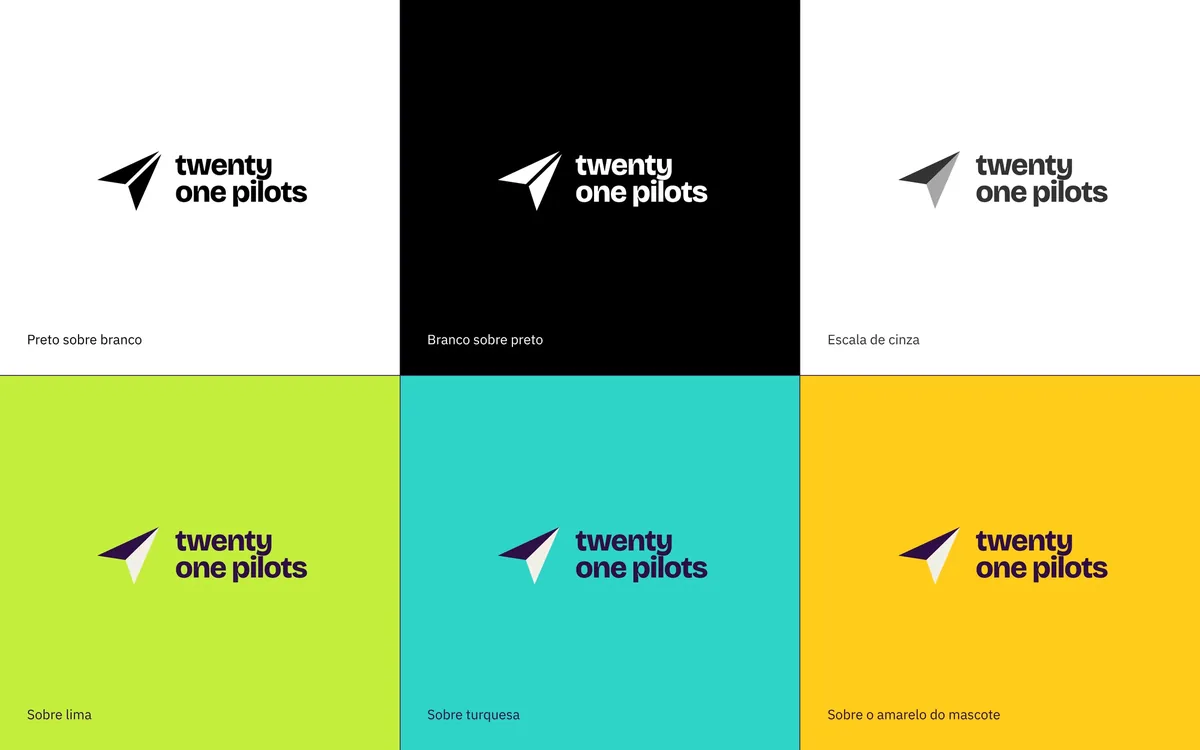 twenty
one pilots
Preto sobre branco
twenty
one pilots
Branco sobre preto
twenty
one pilots
Escala de cinza
twenty
one pilots
Sobre lima
twenty
one pilots
Sobre turquesa
twenty
one pilots
Sobre o amarelo do mascote